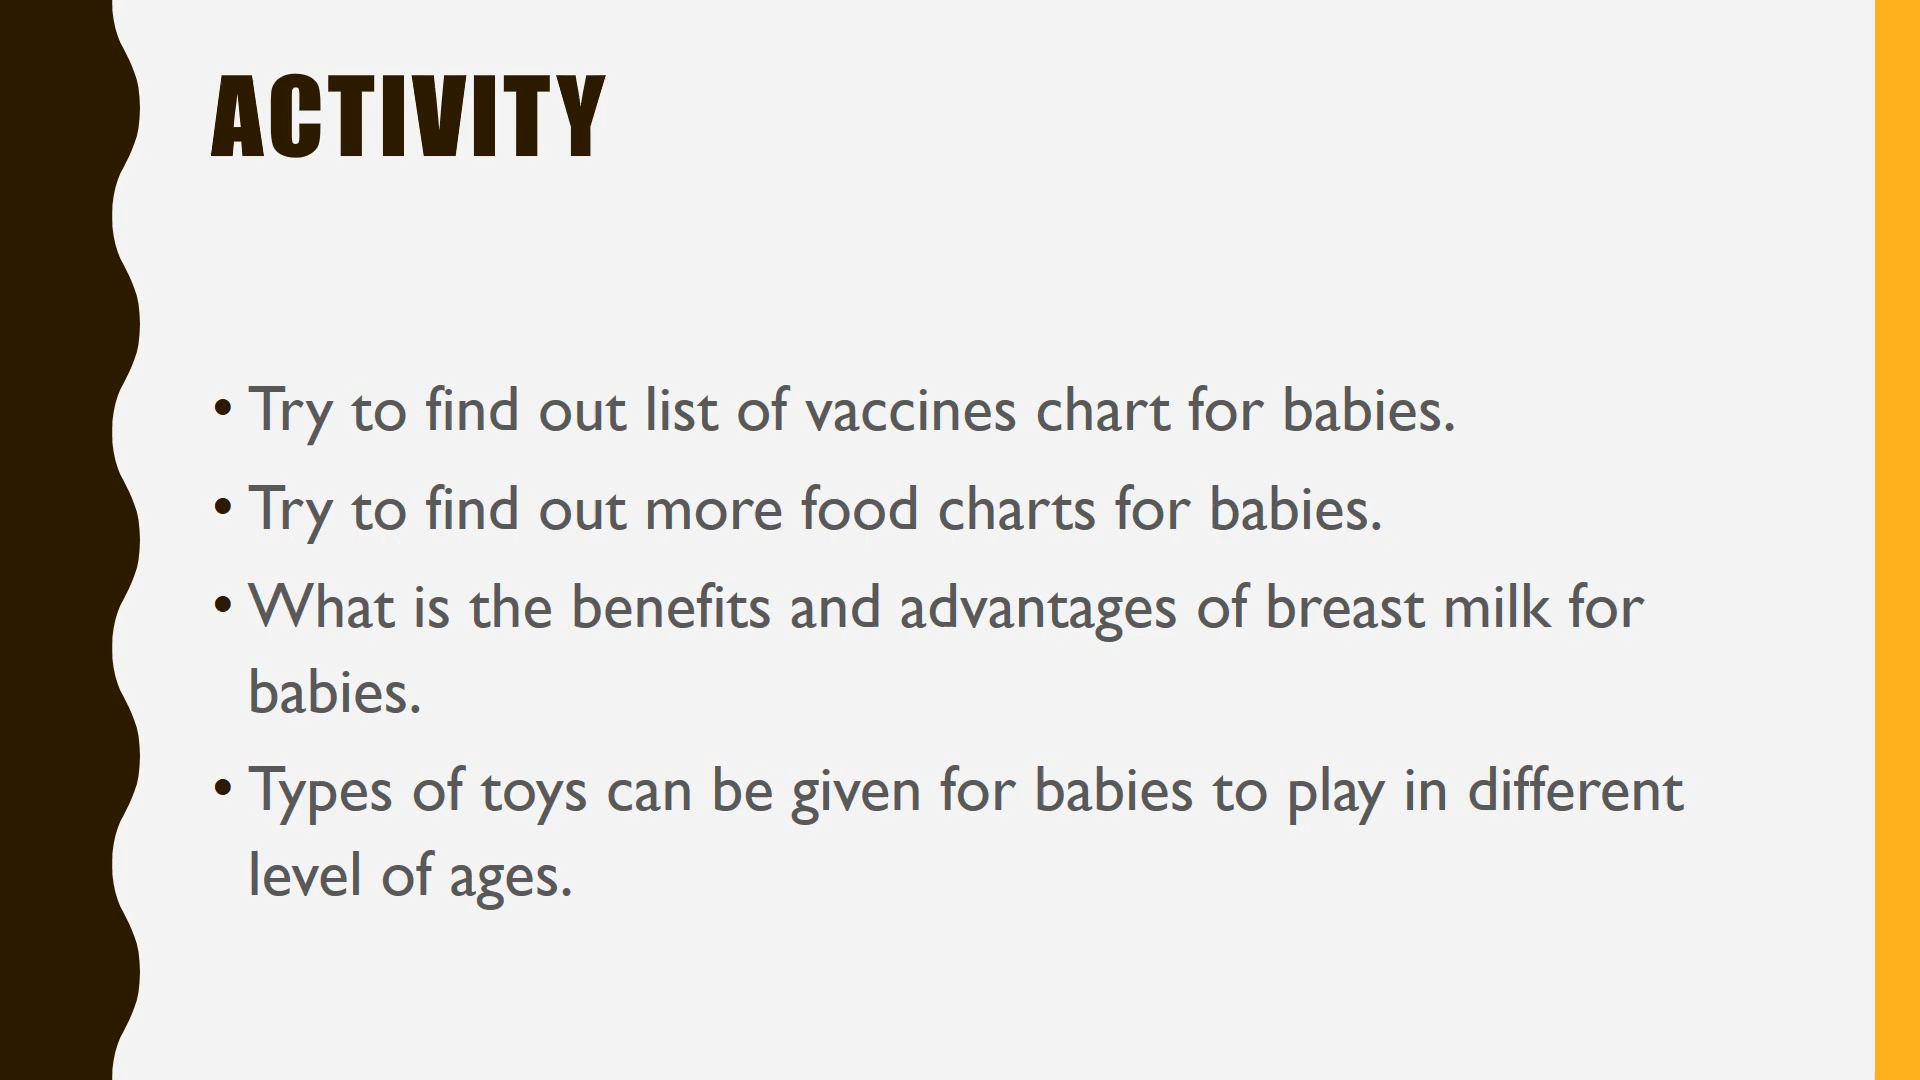 ACTIVITY
• Try to find out list of vaccines chart for babies.
• Try to find out more food charts for babies.
• What is the benefits and advantages of breast milk for
babies.
• Types of toys can be given for babies to play in different
level of ages.